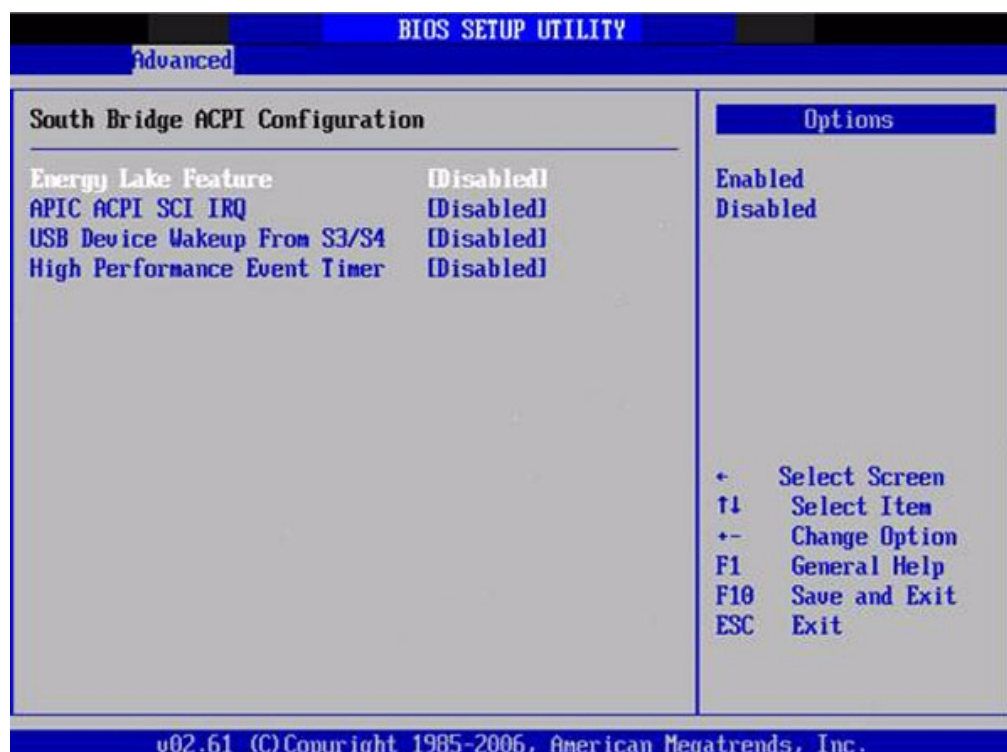 BIOS SETUP UTILITY
Advanced
South Bridge ACPI Configuration
Energy Lake Feature [Disabled]
APIC ACPI SCI IRQ [Disabled]
USB Device Wakeup From S3/S4 [Disabled]
High Performance Event Timer [Disabled]
Options
Enabled
Disabled
← Select Screen
↑↓ Select Item
+- Change Option
F1 General Help
F10 Save and Exit
ESC Exit
v02.61 (C)Copyright 1985-2006, American Megatrends, Inc.